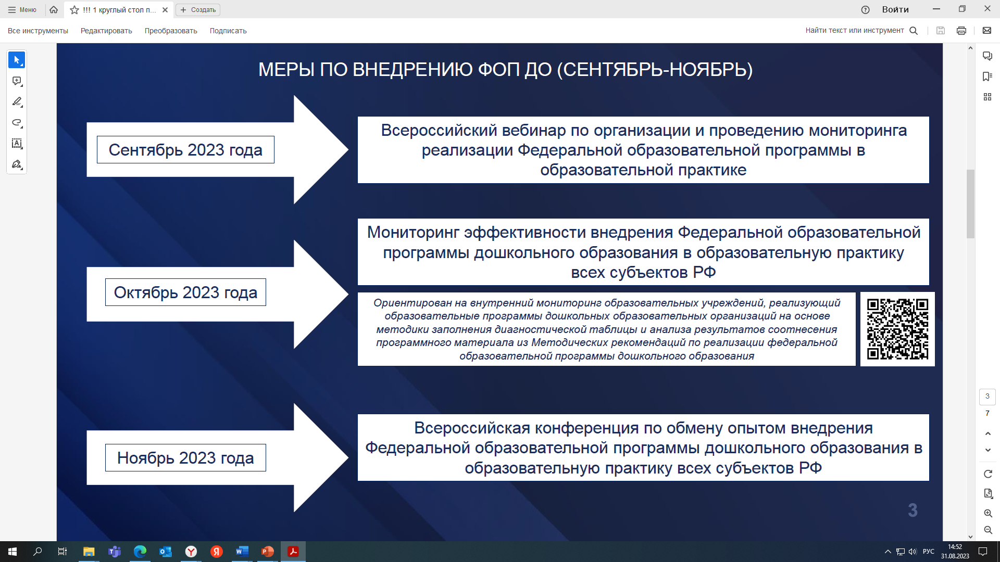 Меню
!!! 1 круглый стол п...
Создать
Войти
Все инструменты
Редактировать
Преобразовать
Подписать
Найти текст или инструмент
МЕРЫ ПО ВНЕДРЕНИЮ ФОП ДО (СЕНТЯБРЬ-НОЯБРЬ)
Сентябрь 2023 года
Всероссийский вебинар по организации и проведению мониторинга
реализации Федеральной образовательной программы в
образовательной практике
Октябрь 2023 года
Мониторинг эффективности внедрения Федеральной образовательной
программы дошкольного образования в образовательную практику
всех субъектов РФ
Ориентирован на внутренний мониторинг образовательных учреждений, реализующий
образовательные программы дошкольных образовательных организаций на основе
методики заполнения диагностической таблицы и анализа результатов соотнесения
программного материала из Методических рекомендаций по реализации федеральной
образовательной программы дошкольного образования
Ноябрь 2023 года
Всероссийская конференция по обмену опытом внедрения
Федеральной образовательной программы дошкольного образования в
образовательную практику всех субъектов РФ
3
3
7
РУС
14:52
31.08.2023